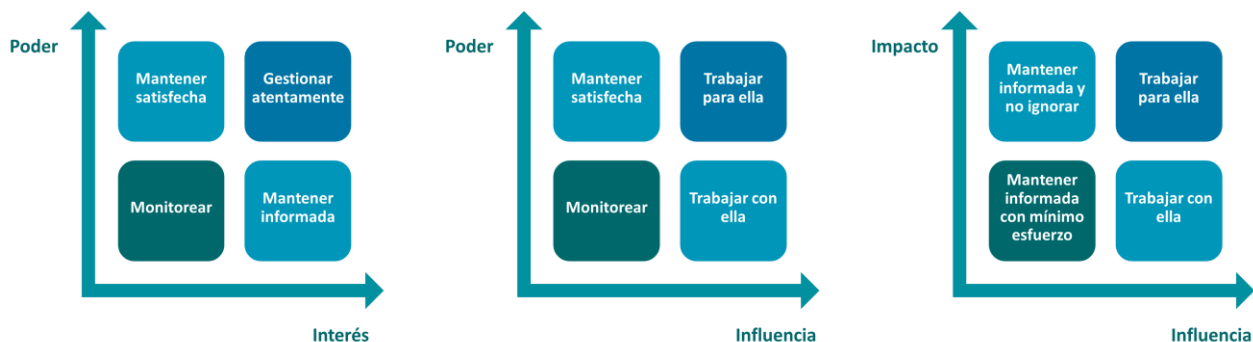 Poder
Mantener
satisfecha
Gestionar
atentamente
Monitorear
Mantener
informada
Interés
Poder
Mantener
satisfecha
Trabajar
para ella
Monitorear
Trabajar con
ella
Influencia
Impacto
Mantener
informada y
no ignorar
Trabajar
para ella
Mantener
informada
con mínimo
esfuerzo
Trabajar con
ella
Influencia